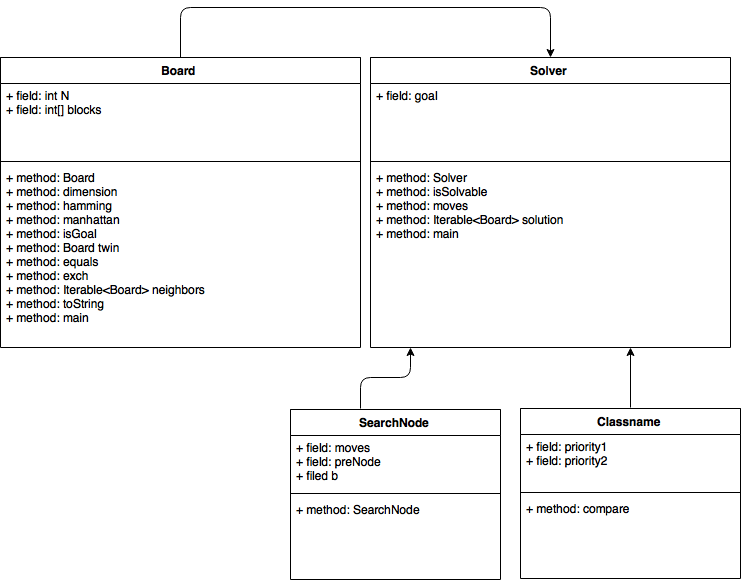 Board
+ field: int N
+ field: int[] blocks
+ method: Board
+ method: dimension
+ method: hamming
+ method: manhattan
+ method: isGoal
+ method: Board twin
+ method: equals
+ method: exch
+ method: Iterable<Board> neighbors
+ method: toString
+ method: main
Solver
+ field: goal
+ method: Solver
+ method: isSolvable
+ method: moves
+ method: Iterable<Board> solution
+ method: main
SearchNode
+ field: moves
+ field: preNode
+ filed b
+ method: SearchNode
Classname
+ field: priority1
+ field: priority2
+ method: compare